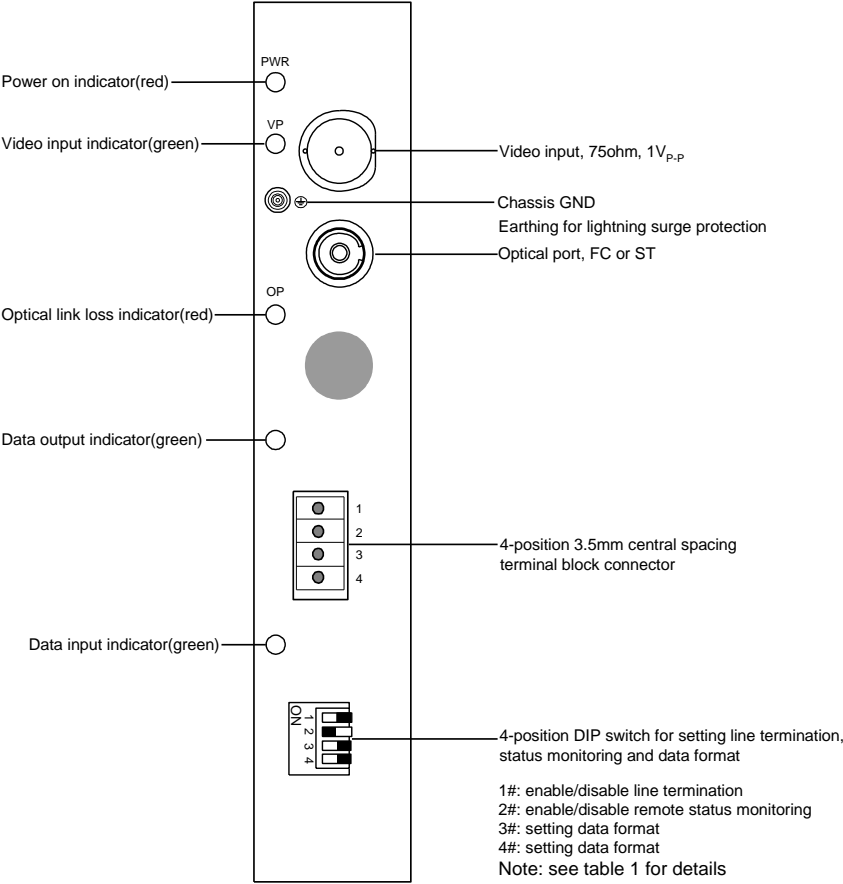 PWR
Power on indicator(red)
VP
Video input indicator(green)
Video input, 75ohm, 1VP-P
Chassis GND
Earthing for lightning surge protection
Optical port, FC or ST
OP
Optical link loss indicator(red)
Data output indicator(green)
1
2
3
4
4-position 3.5mm central spacing
terminal block connector
Data input indicator(green)
ON
1
2
3
4
4-position DIP switch for setting line termination,
status monitoring and data format
1#: enable/disable line termination
2#: enable/disable remote status monitoring
3#: setting data format
4#: setting data format
Note: see table 1 for details